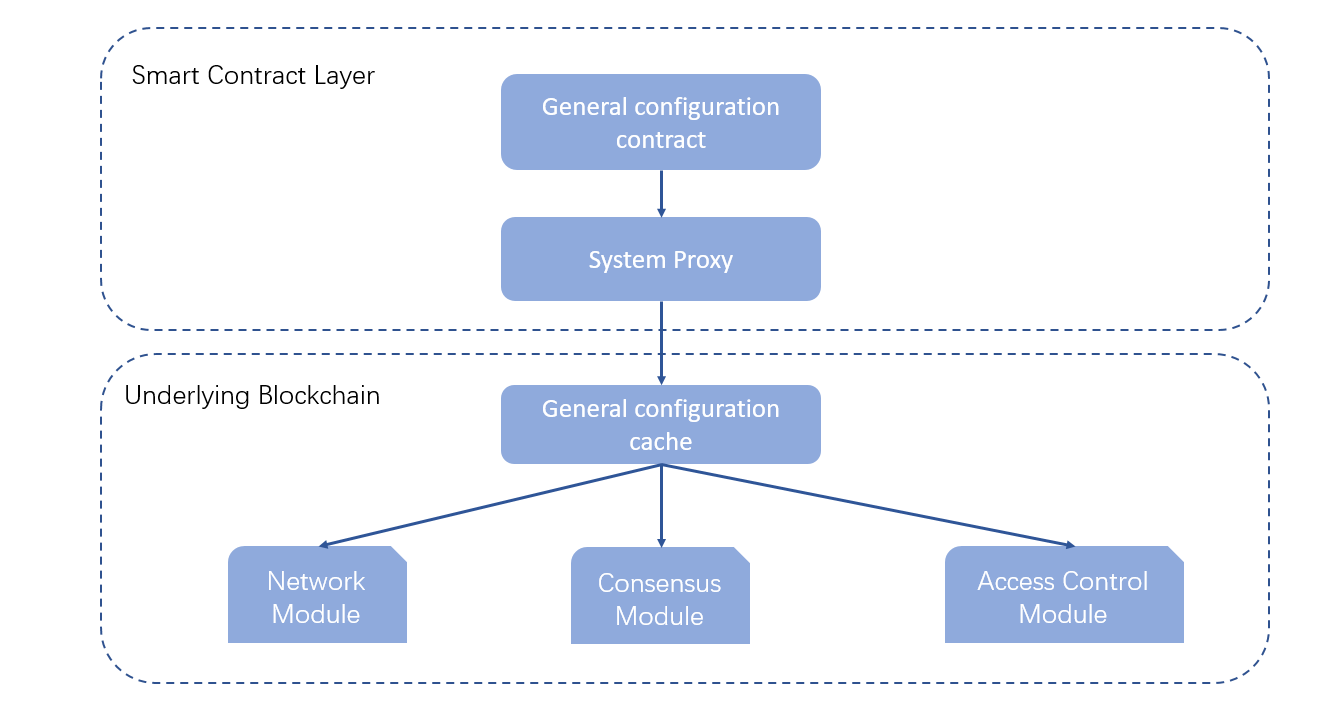 Smart Contract Layer
General configuration
contract
System Proxy
Underlying Blockchain
General configuration
cache
Network
Module
Consensus
Module
Access Control
Module